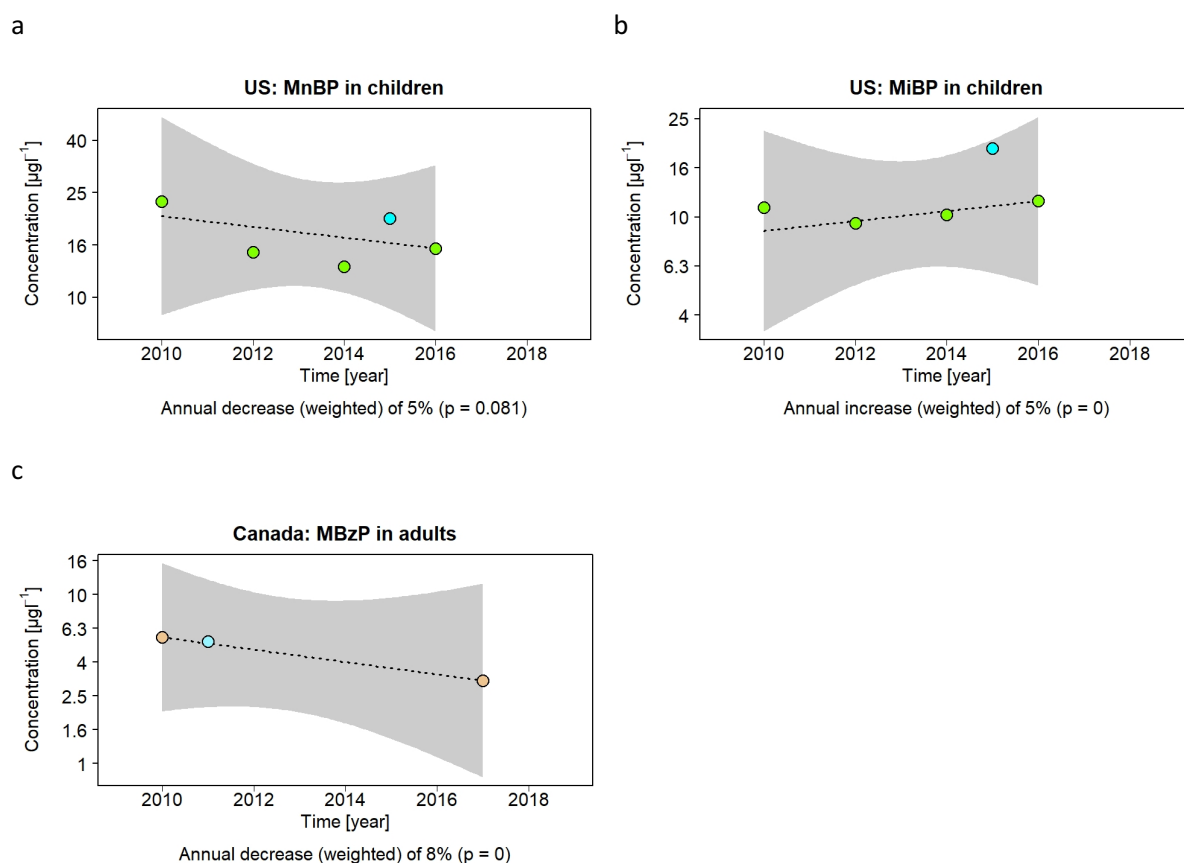 a
US: MnBP in children
Concentration [µgl⁻¹]
40
25
16
10
2010 2012 2014 2016 2018
Time [year]
Annual decrease (weighted) of 5% (p = 0.081)
b
US: MiBP in children
Concentration [µgl⁻¹]
25
16
10
6.3
4
2010 2012 2014 2016 2018
Time [year]
Annual increase (weighted) of 5% (p = 0)
c
Canada: MBzP in adults
Concentration [µgl⁻¹]
16
10
6.3
4
2.5
1.6
1
2010 2012 2014 2016 2018
Time [year]
Annual decrease (weighted) of 8% (p = 0)